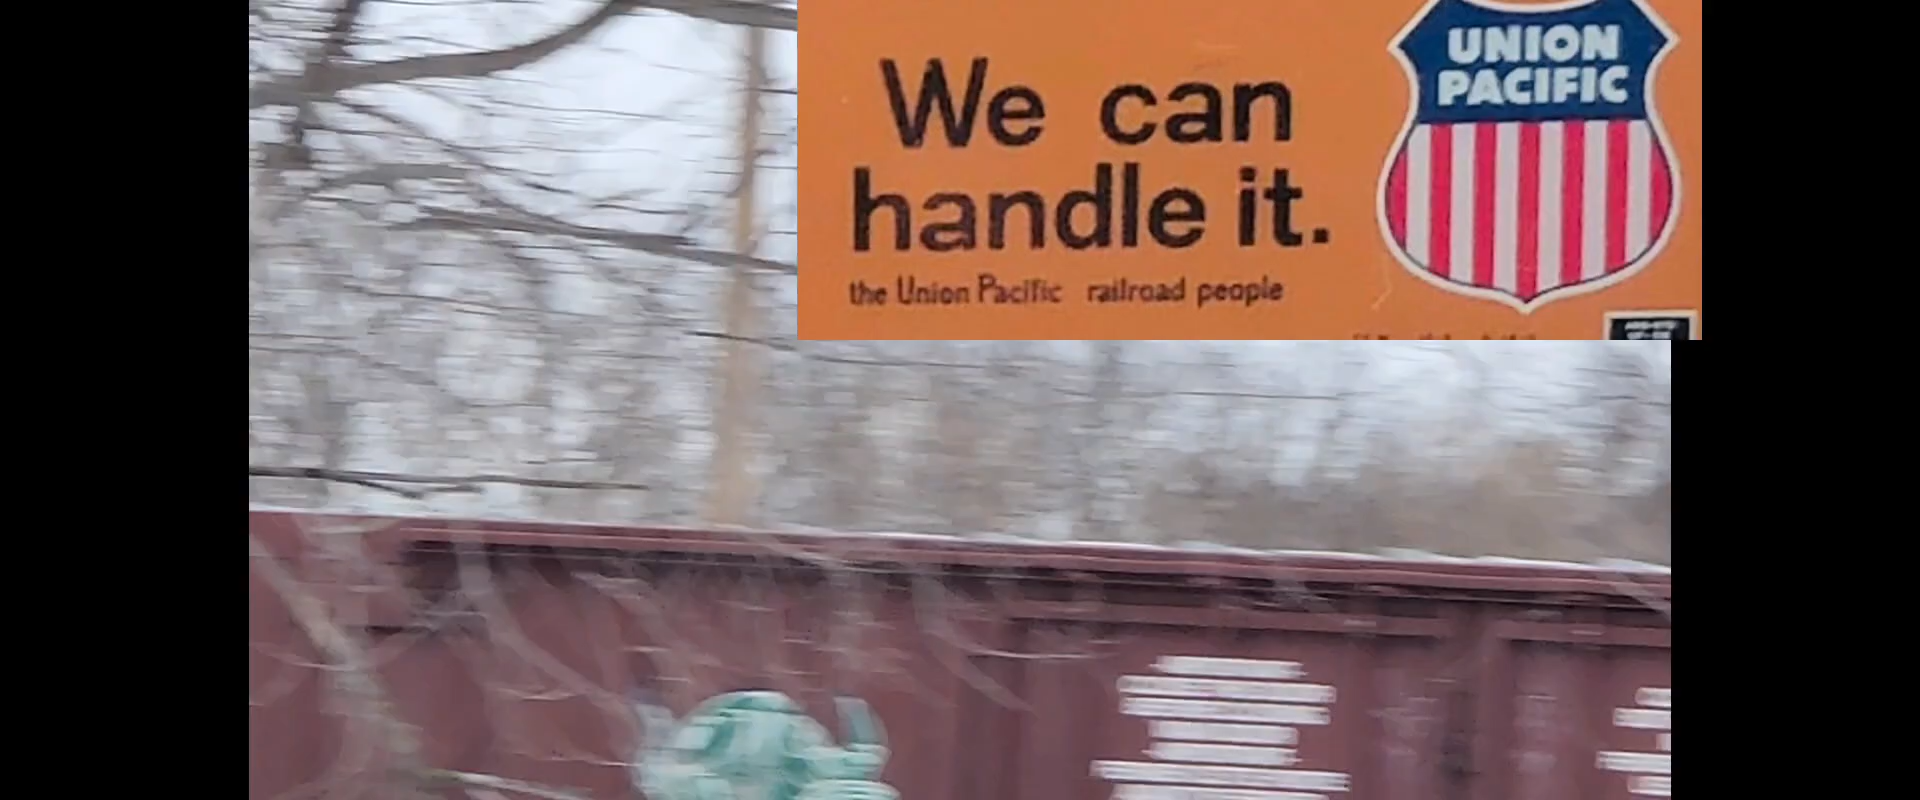 UNION
PACIFIC
We can
handle it.
the Union Pacific railroad people